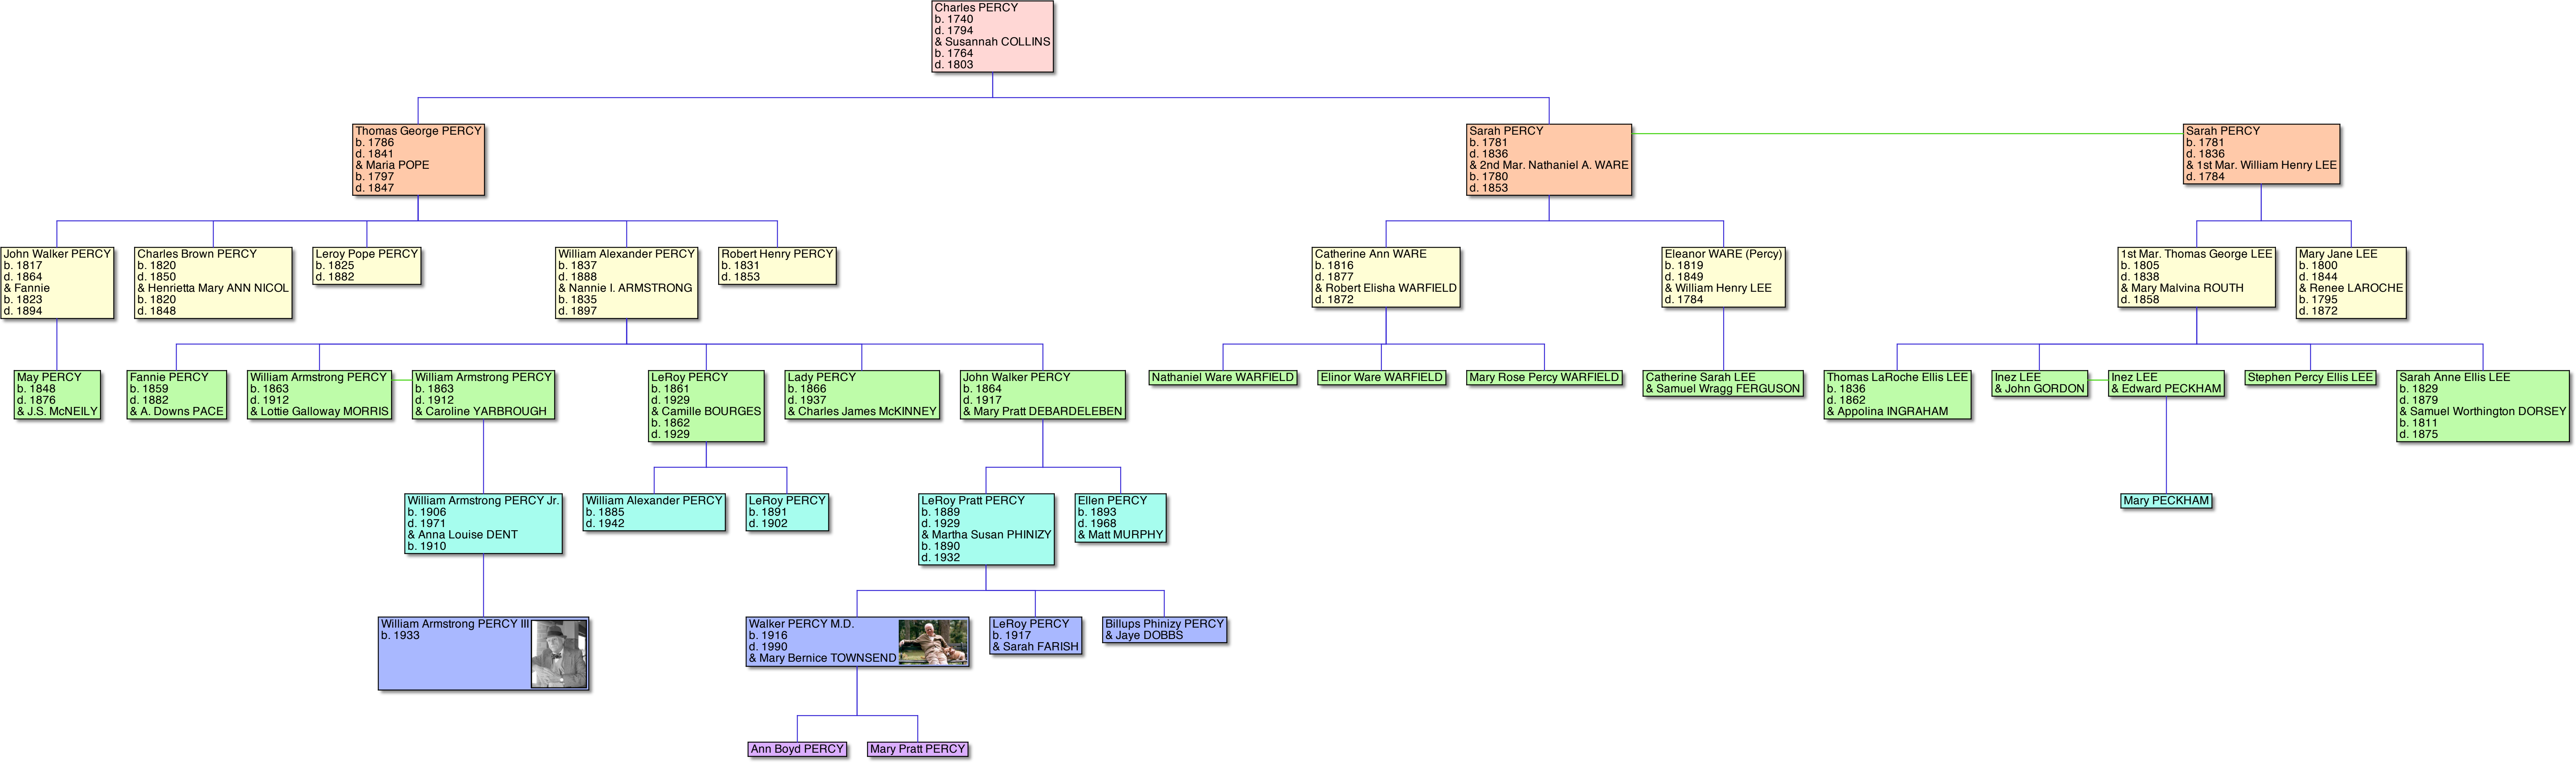 Charles PERCY
b. 1740
d. 1794
& Susannah COLLINS
b. 1764
d. 1803
Thomas George PERCY
b. 1786
d. 1841
& Maria POPE
b. 1797
d. 1847
Sarah PERCY
b. 1781
d. 1836
& 2nd Mar. Nathaniel A. WARE
b. 1780
d. 1853
Sarah PERCY
b. 1781
d. 1836
& 1st Mar. William Henry LEE
d. 1784
John Walker PERCY
b. 1817
d. 1864
& Fannie
b. 1823
d. 1894
Charles Brown PERCY
b. 1820
d. 1850
& Henrietta Mary ANN NICOL
b. 1820
d. 1848
Leroy Pope PERCY
b. 1825
d. 1882
William Alexander PERCY
b. 1837
d. 1888
& Nannie I. ARMSTRONG
b. 1835
d. 1897
Robert Henry PERCY
b. 1831
d. 1853
Catherine Ann WARE
b. 1816
d. 1877
& Robert Elisha WARFIELD
d. 1872
Eleanor WARE (Percy)
b. 1819
d. 1849
& William Henry LEE
d. 1784
1st Mar. Thomas George LEE
b. 1805
d. 1838
& Mary Malvina ROUTH
d. 1858
Mary Jane LEE
b. 1800
d. 1844
& Renee LAROCHE
b. 1795
d. 1872
May PERCY
b. 1848
d. 1876
& J.S. McNEILY
Fannie PERCY
b. 1859
d. 1882
& A. Downs PACE
William Armstrong PERCY
b. 1863
d. 1912
& Lottie Galloway MORRIS
William Armstrong PERCY
b. 1863
d. 1912
& Caroline YARBROUGH
LeRoy PERCY
b. 1861
d. 1929
& Camille BOURGES
b. 1862
d. 1929
Lady PERCY
b. 1866
d. 1937
& Charles James McKINNEY
John Walker PERCY
b. 1864
d. 1917
& Mary Pratt DEBARDELEBEN
Nathaniel Ware WARFIELD
Elinor Ware WARFIELD
Mary Rose Percy WARFIELD
Catherine Sarah LEE
& Samuel Wragg FERGUSON
Thomas LaRoche Ellis LEE
b. 1836
d. 1862
& Appolina INGRAHAM
Inez LEE
& John GORDON
Inez LEE
& Edward PECKHAM
Stephen Percy Ellis LEE
Sarah Anne Ellis LEE
b. 1829
d. 1879
& Samuel Worthington DORSEY
b. 1811
d. 1875
William Armstrong PERCY Jr.
b. 1906
d. 1971
& Anna Louise DENT
b. 1910
William Alexander PERCY
b. 1885
d. 1942
LeRoy PERCY
b. 1891
d. 1902
LeRoy Pratt PERCY
b. 1889
d. 1929
& Martha Susan PHINIZY
b. 1890
d. 1932
Ellen PERCY
b. 1893
d. 1968
& Matt MURPHY
Mary PECKHAM
William Armstrong PERCY III
b. 1933
Walker PERCY M.D.
b. 1916
d. 1990
& Mary Bernice TOWNSEND
LeRoy PERCY
b. 1917
& Sarah FARISH
Billups Phinizy PERCY
& Jaye DOBBS
Ann Boyd PERCY
Mary Pratt PERCY